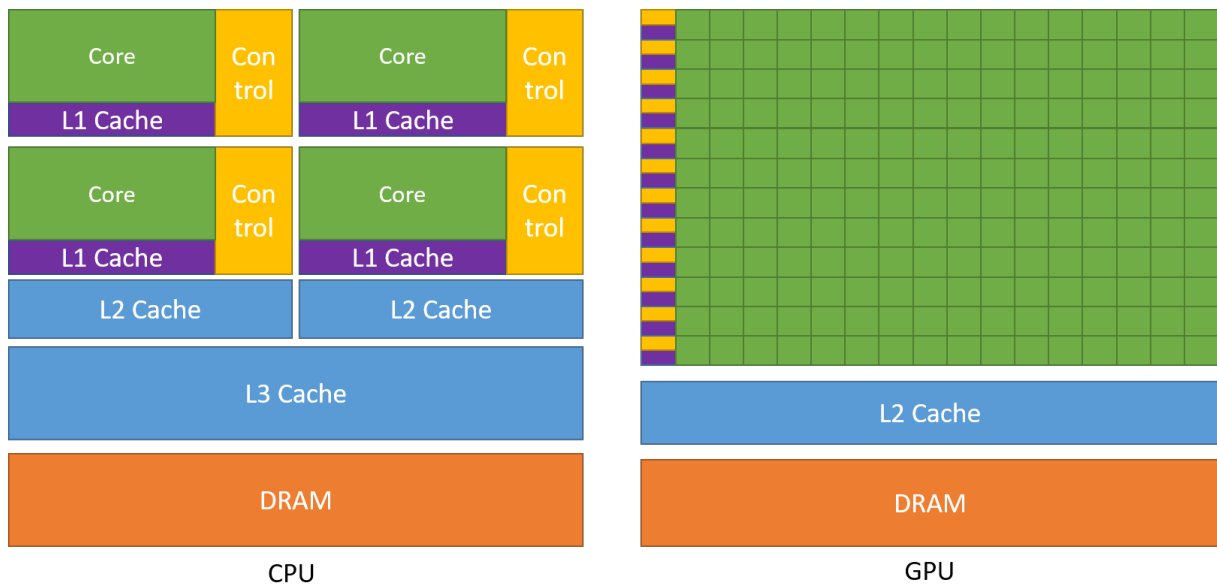 Core
Con
trol
L1 Cache
Core
Con
trol
L1 Cache
Core
Con
trol
L1 Cache
Core
Con
trol
L1 Cache
L2 Cache
L2 Cache
L3 Cache
DRAM
CPU
L2 Cache
DRAM
GPU